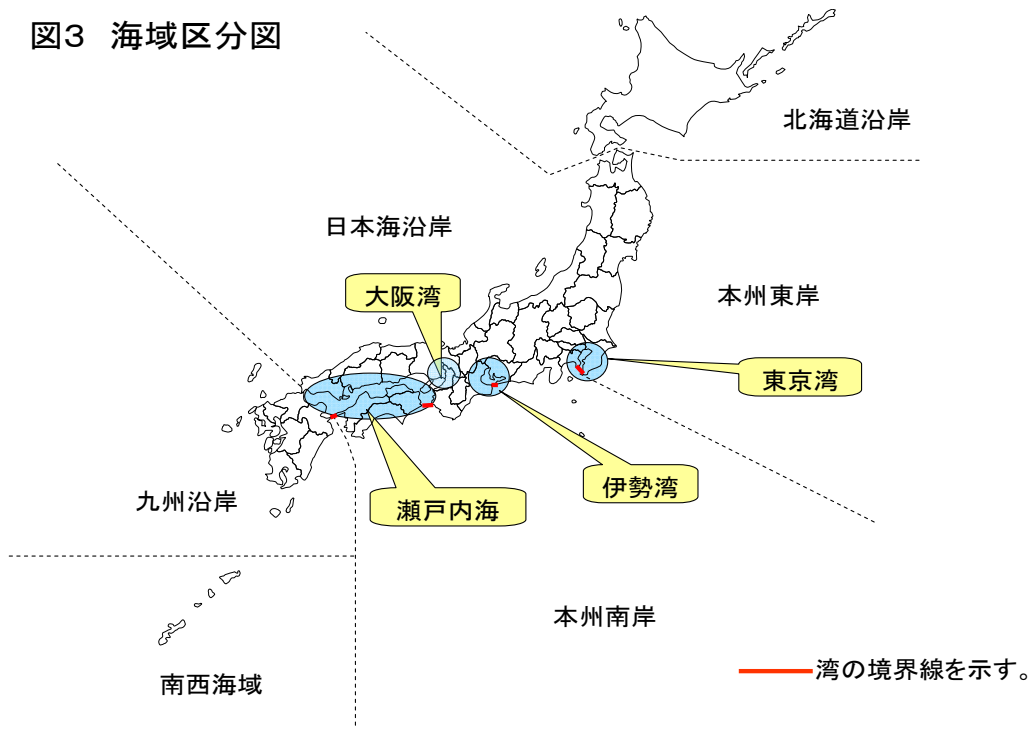 図3 海域区分図
北海道沿岸
日本海沿岸
大阪湾
本州東岸
東京湾
伊勢湾
瀬戸内海
九州沿岸
本州南岸
湾の境界線を示す。
南西海域